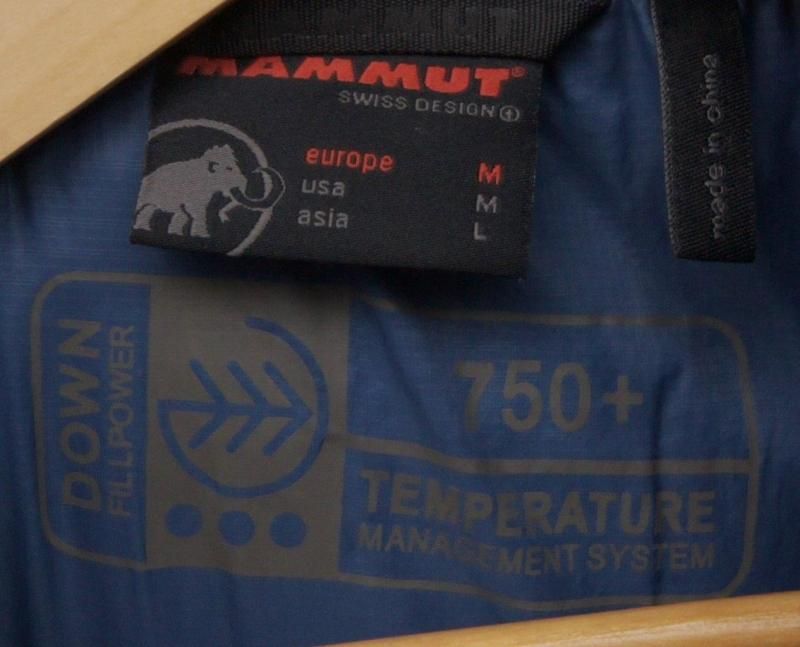 MAMMUT®
SWISS DESIGN
europe M
usa M
asia L
made in china
DOWN
FILLPOWER
750+
TEMPERATURE
MANAGEMENT SYSTEM